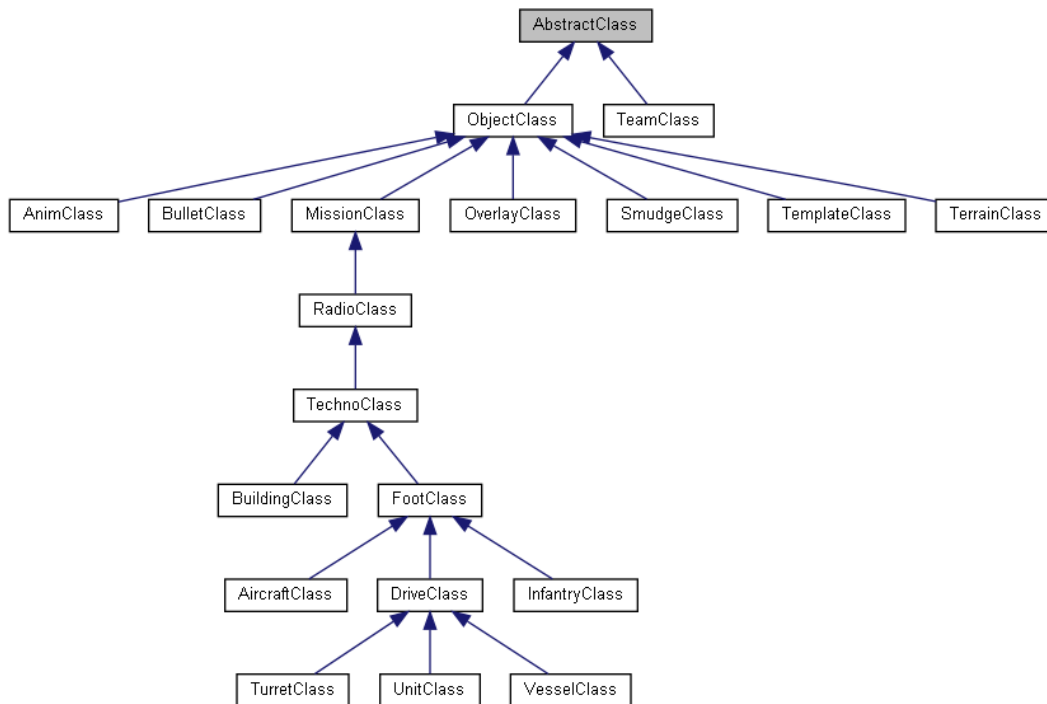 AbstractClass
ObjectClass
TeamClass
AnimClass
BulletClass
MissionClass
OverlayClass
SmudgeClass
TemplateClass
TerrainClass
RadioClass
TechnoClass
BuildingClass
FootClass
AircraftClass
DriveClass
InfantryClass
TurretClass
UnitClass
VesselClass